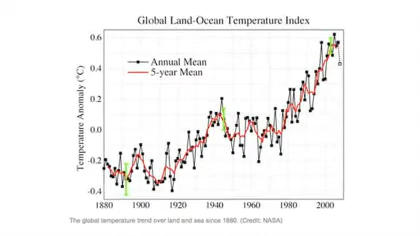 Global Land-Ocean Temperature Index
0.6
Annual Mean
5-year Mean
0.4
0.2
0.0
-0.2
-0.4
Temperature Anomaly (°C)
1880 1900 1920 1940 1960 1980 2000
The global temperature trend over land and sea since 1880. (Credit: NASA)